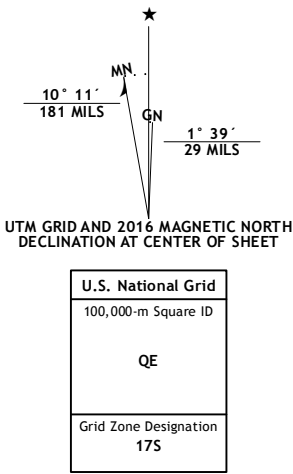 ★
MN
GN
10° 11´
181 MILS
1° 39´
29 MILS
UTM GRID AND 2016 MAGNETIC NORTH
DECLINATION AT CENTER OF SHEET
U.S. National Grid
100,000-m Square ID
QE
Grid Zone Designation
17S